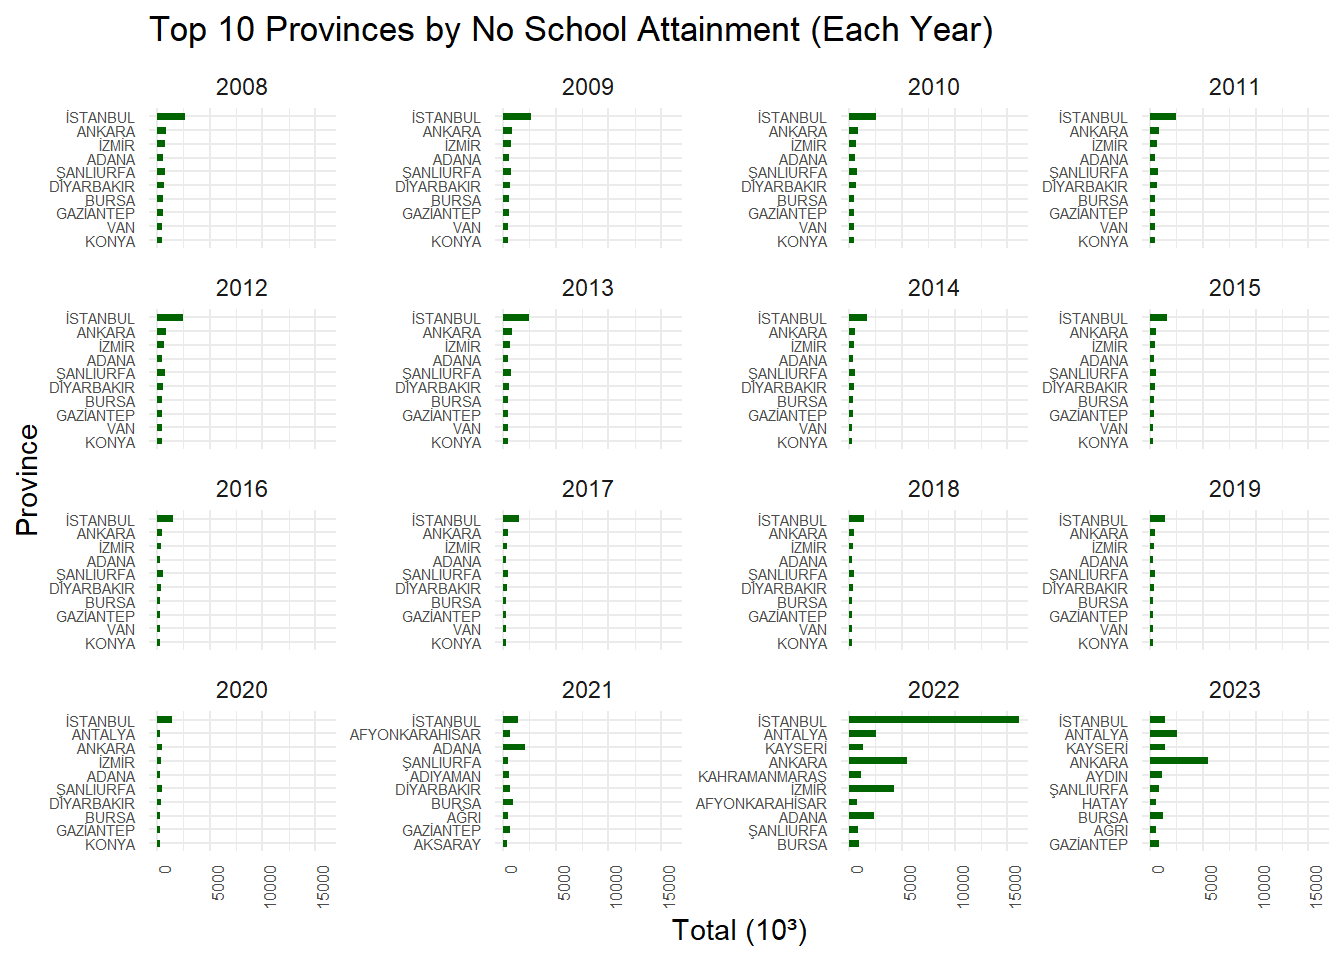 Top 10 Provinces by No School Attainment (Each Year)
2008
2009
2010
2011
İSTANBUL
ANKARA
İZMİR
ADANA
ŞANLIURFA
DİYARBAKIR
BURSA
GAZİANTEP
VAN
KONYA
İSTANBUL
ANKARA
İZMİR
ADANA
ŞANLIURFA
DİYARBAKIR
BURSA
GAZİANTEP
VAN
KONYA
İSTANBUL
ANKARA
İZMİR
ADANA
ŞANLIURFA
DİYARBAKIR
BURSA
GAZİANTEP
VAN
KONYA
İSTANBUL
ANKARA
İZMİR
ADANA
ŞANLIURFA
DİYARBAKIR
BURSA
GAZİANTEP
VAN
KONYA
2012
2013
2014
2015
İSTANBUL
ANKARA
İZMİR
ADANA
ŞANLIURFA
DİYARBAKIR
BURSA
GAZİANTEP
VAN
KONYA
İSTANBUL
ANKARA
İZMİR
ADANA
ŞANLIURFA
DİYARBAKIR
BURSA
GAZİANTEP
VAN
KONYA
İSTANBUL
ANKARA
İZMİR
ADANA
ŞANLIURFA
DİYARBAKIR
BURSA
GAZİANTEP
VAN
KONYA
İSTANBUL
ANKARA
İZMİR
ADANA
ŞANLIURFA
DİYARBAKIR
BURSA
GAZİANTEP
VAN
KONYA
2016
2017
2018
2019
İSTANBUL
ANKARA
İZMİR
ADANA
ŞANLIURFA
DİYARBAKIR
BURSA
GAZİANTEP
VAN
KONYA
İSTANBUL
ANKARA
İZMİR
ADANA
ŞANLIURFA
DİYARBAKIR
BURSA
GAZİANTEP
VAN
KONYA
İSTANBUL
ANKARA
İZMİR
ADANA
ŞANLIURFA
DİYARBAKIR
BURSA
GAZİANTEP
VAN
KONYA
İSTANBUL
ANKARA
İZMİR
ADANA
ŞANLIURFA
DİYARBAKIR
BURSA
GAZİANTEP
VAN
KONYA
2020
2021
2022
2023
İSTANBUL
ANTALYA
ANKARA
İZMİR
ADANA
ŞANLIURFA
DİYARBAKIR
BURSA
GAZİANTEP
KONYA
İSTANBUL
AFYONKARAHİSAR
ADANA
ŞANLIURFA
ADIYAMAN
DİYARBAKIR
BURSA
AĞRI
GAZİANTEP
AKSARAY
İSTANBUL
ANTALYA
KAYSERİ
ANKARA
KAHRAMANMARAŞ
İZMİR
AFYONKARAHİSAR
ADANA
ŞANLIURFA
BURSA
İSTANBUL
ANTALYA
KAYSERİ
ANKARA
AYDIN
ŞANLIURFA
HATAY
BURSA
AĞRI
GAZİANTEP
0
5000
10000
15000
0
5000
10000
15000
0
5000
10000
15000
0
5000
10000
15000
Province
Total (10³)